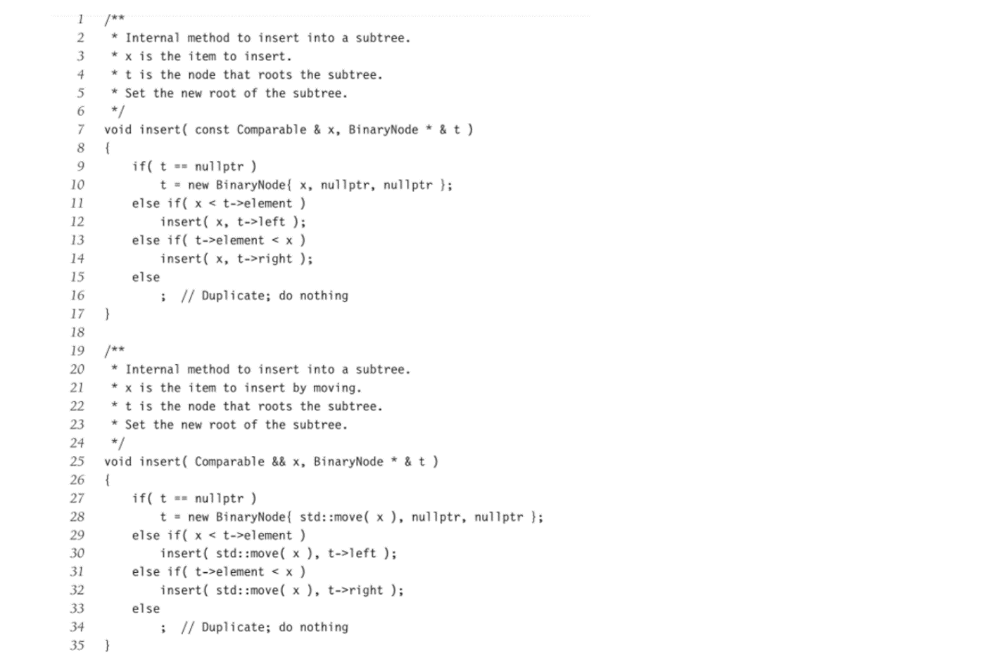 1 /**
2 * Internal method to insert into a subtree.
3 * x is the item to insert.
4 * t is the node that roots the subtree.
5 * Set the new root of the subtree.
6 */
7 void insert( const Comparable & x, BinaryNode * & t )
8 {
9 if( t == nullptr )
10 t = new BinaryNode{ x, nullptr, nullptr };
11 else if( x < t->element )
12 insert( x, t->left );
13 else if( t->element < x )
14 insert( x, t->right );
15 else
16 ; // Duplicate; do nothing
17 }
18
19 /**
20 * Internal method to insert into a subtree.
21 * x is the item to insert by moving.
22 * t is the node that roots the subtree.
23 * Set the new root of the subtree.
24 */
25 void insert( Comparable && x, BinaryNode * & t )
26 {
27 if( t == nullptr )
28 t = new BinaryNode{ std::move( x ), nullptr, nullptr };
29 else if( x < t->element )
30 insert( std::move( x ), t->left );
31 else if( t->element < x )
32 insert( std::move( x ), t->right );
33 else
34 ; // Duplicate; do nothing
35 }